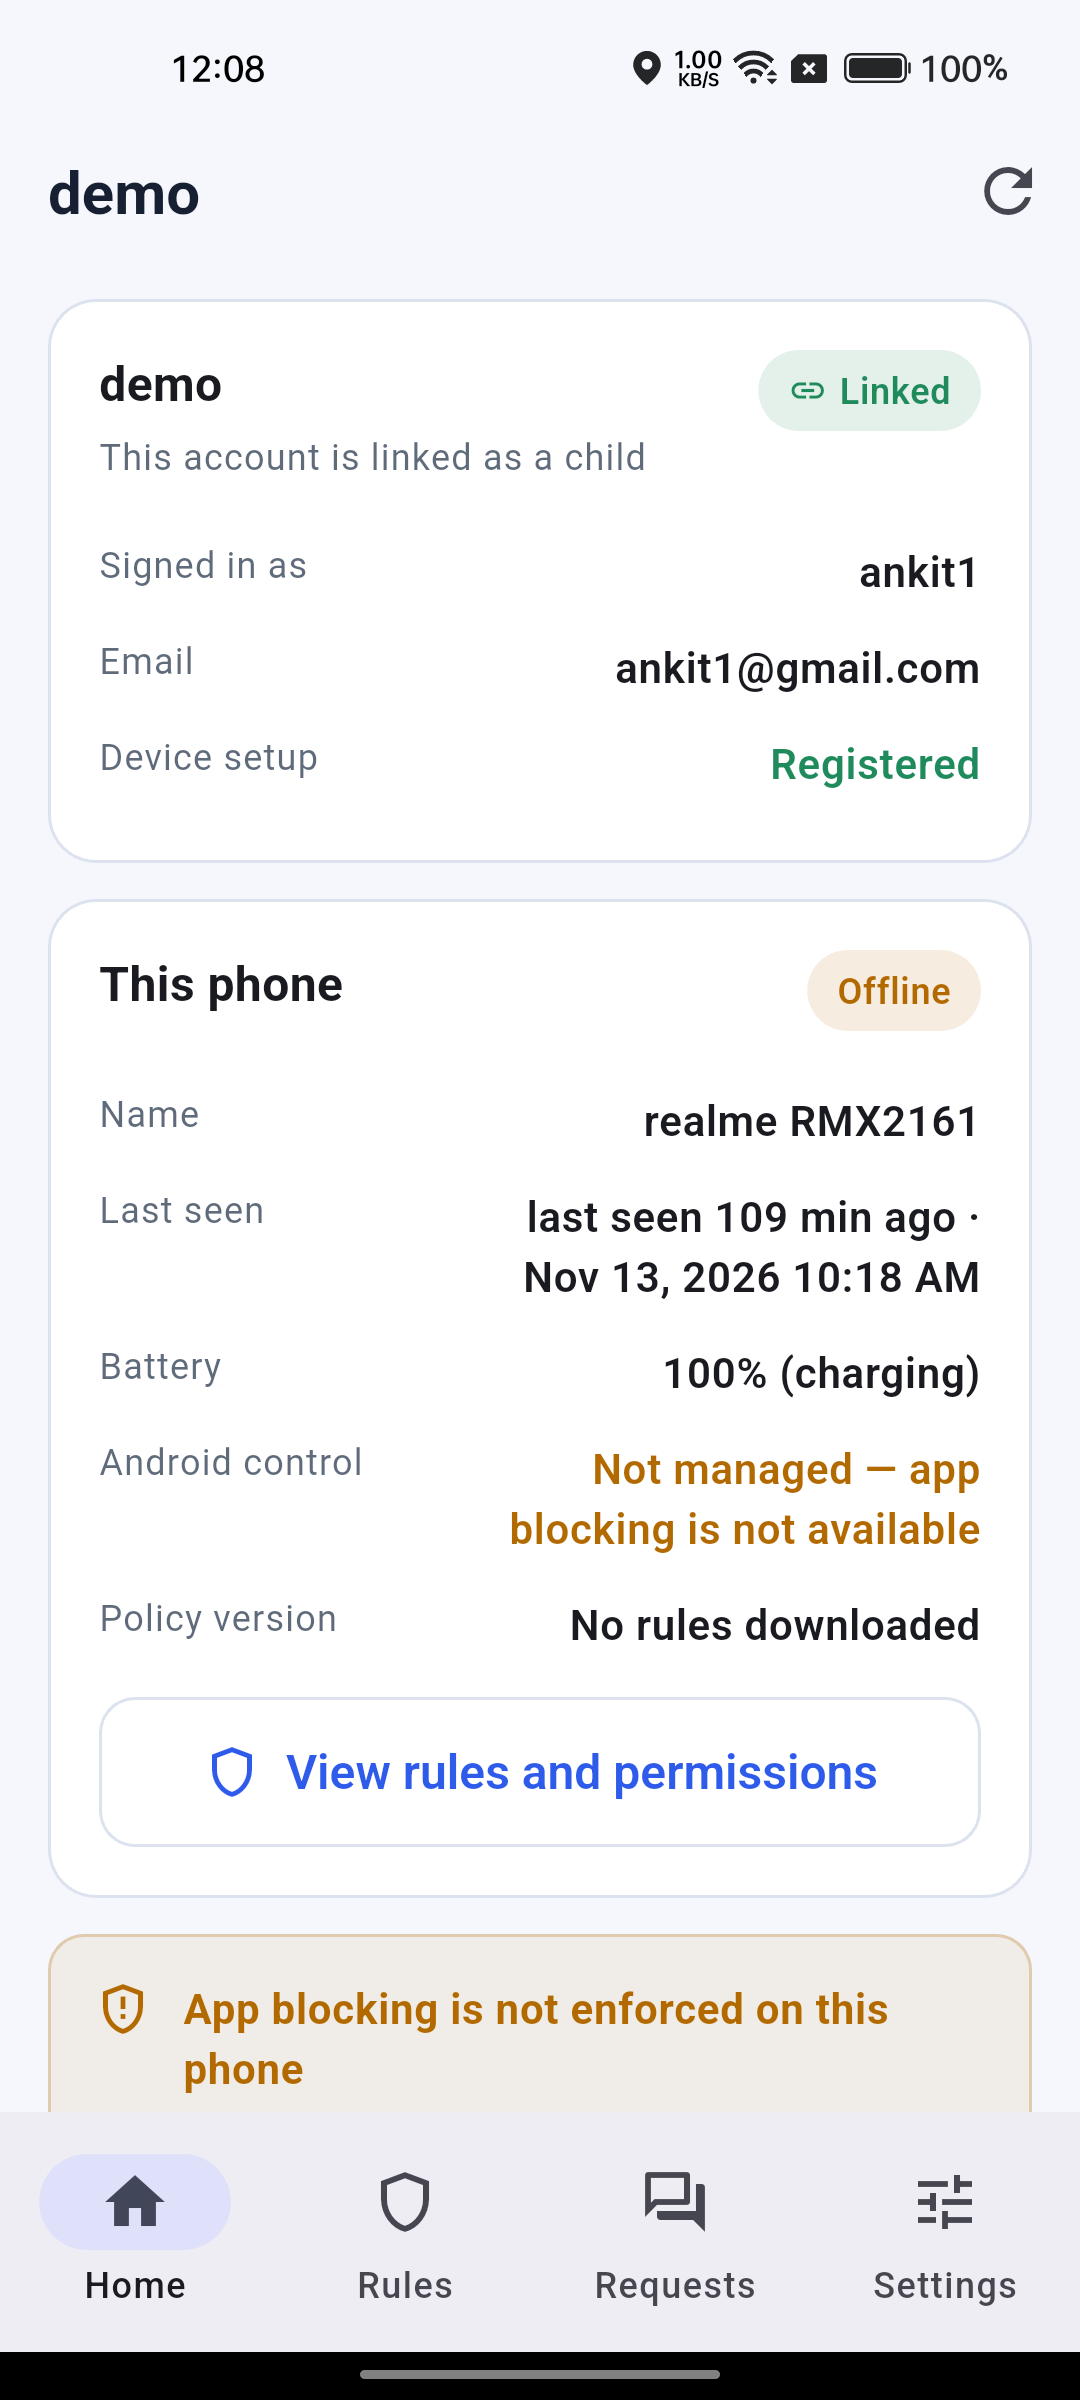 12:08
1.00
KB/S
100%
demo
demo
Linked
This account is linked as a child
Signed in as
ankit1
Email
ankit1@gmail.com
Device setup
Registered
This phone
Offline
Name
realme RMX2161
Last seen
last seen 109 min ago ·
Nov 13, 2026 10:18 AM
Battery
100% (charging)
Android control
Not managed — app
blocking is not available
Policy version
No rules downloaded
View rules and permissions
App blocking is not enforced on this
phone
Home
Rules
Requests
Settings